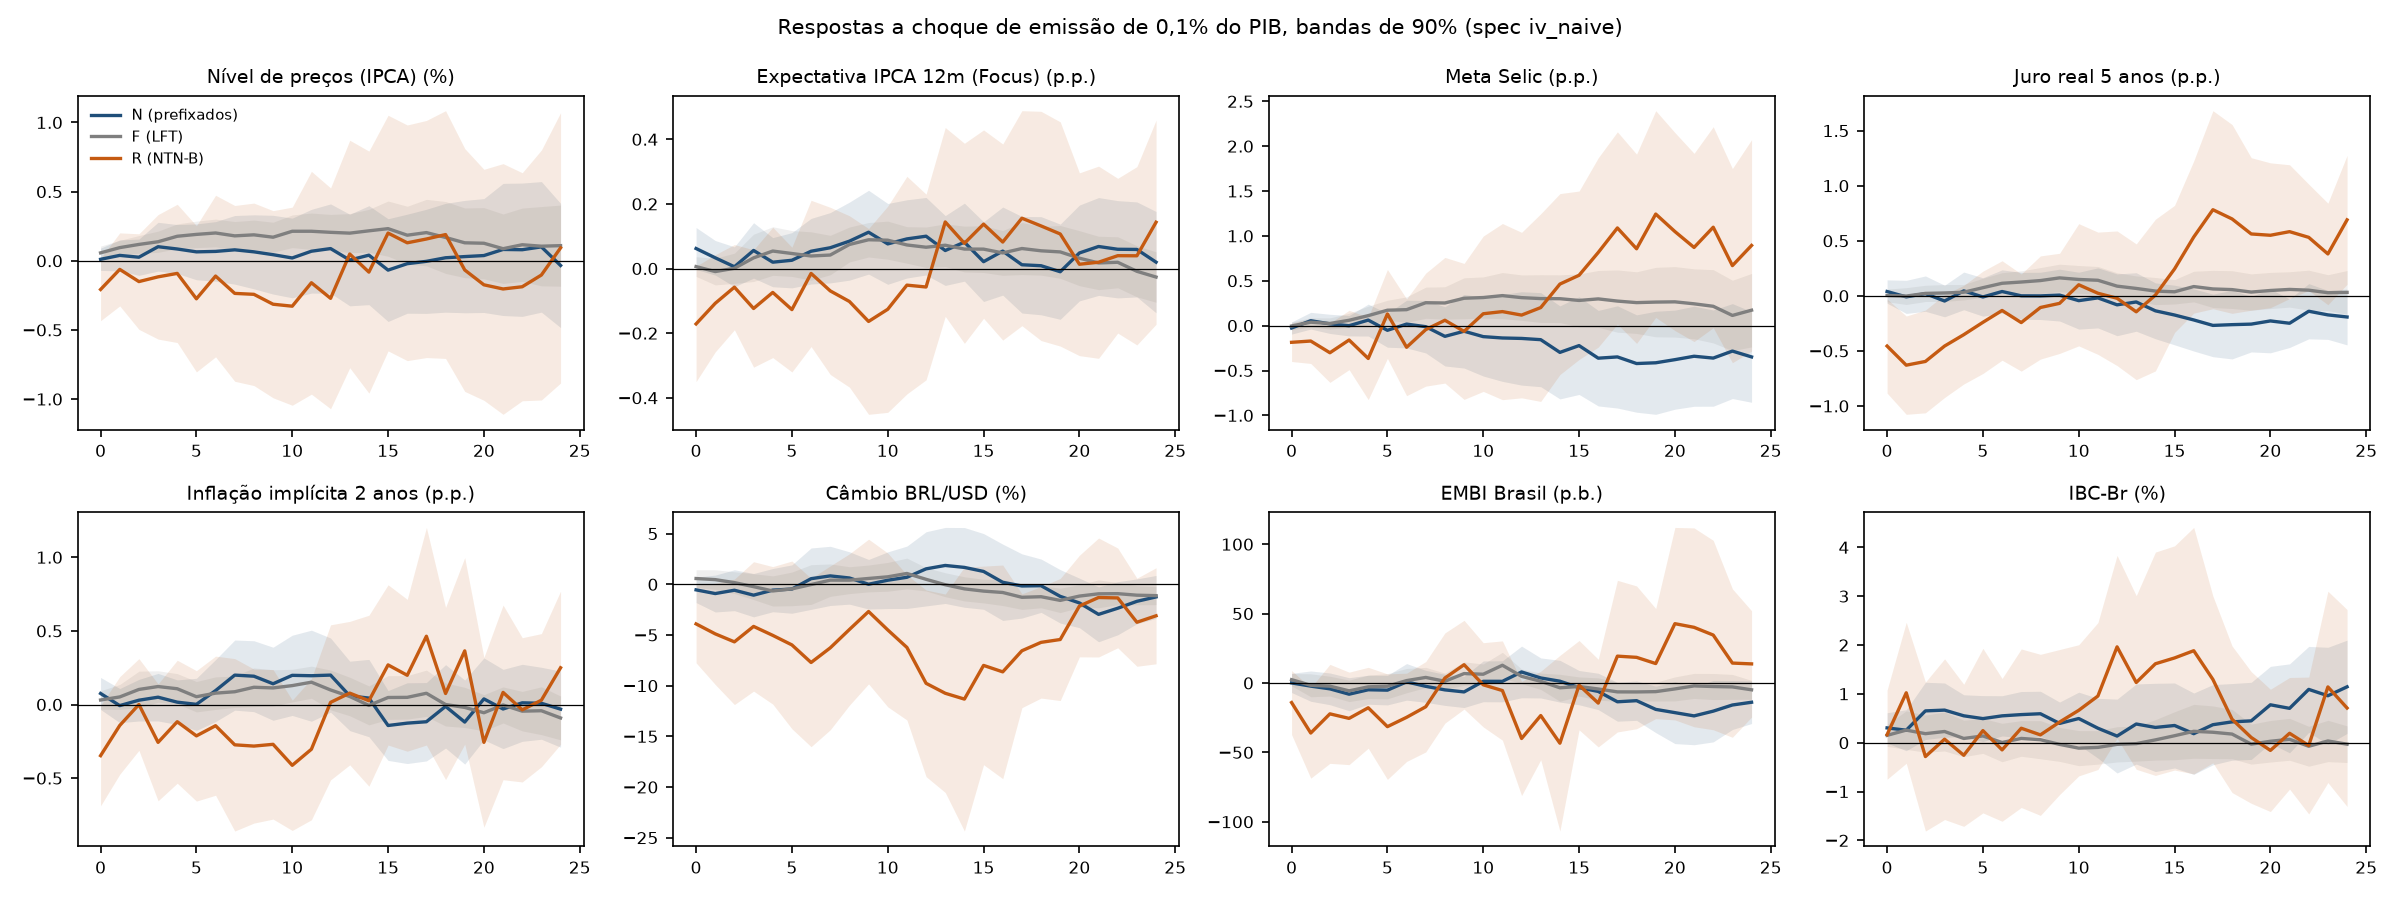 Respostas a choque de emissão de 0,1% do PIB, bandas de 90% (spec iv_naive)
Nível de preços (IPCA) (%)
N (prefixados)
F (LFT)
R (NTN-B)
1.0
0.5
0.0
−0.5
−1.0
0 5 10 15 20 25
Expectativa IPCA 12m (Focus) (p.p.)
0.4
0.2
0.0
−0.2
−0.4
0 5 10 15 20 25
Meta Selic (p.p.)
2.5
2.0
1.5
1.0
0.5
0.0
−0.5
−1.0
0 5 10 15 20 25
Juro real 5 anos (p.p.)
1.5
1.0
0.5
0.0
−0.5
−1.0
0 5 10 15 20 25
Inflação implícita 2 anos (p.p.)
1.0
0.5
0.0
−0.5
0 5 10 15 20 25
Câmbio BRL/USD (%)
5
0
−5
−10
−15
−20
−25
0 5 10 15 20 25
EMBI Brasil (p.b.)
100
50
0
−50
−100
0 5 10 15 20 25
IBC-Br (%)
4
3
2
1
0
−1
−2
0 5 10 15 20 25